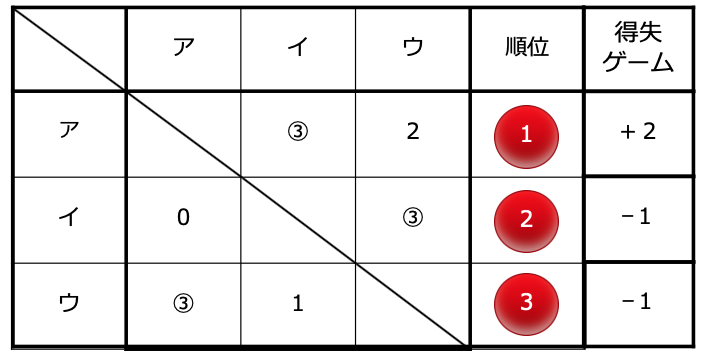 ア イ ウ 順位 得失
ゲーム
ア ③ 2 1 +2
イ 0 ③ 2 −1
ウ ③ 1 3 −1